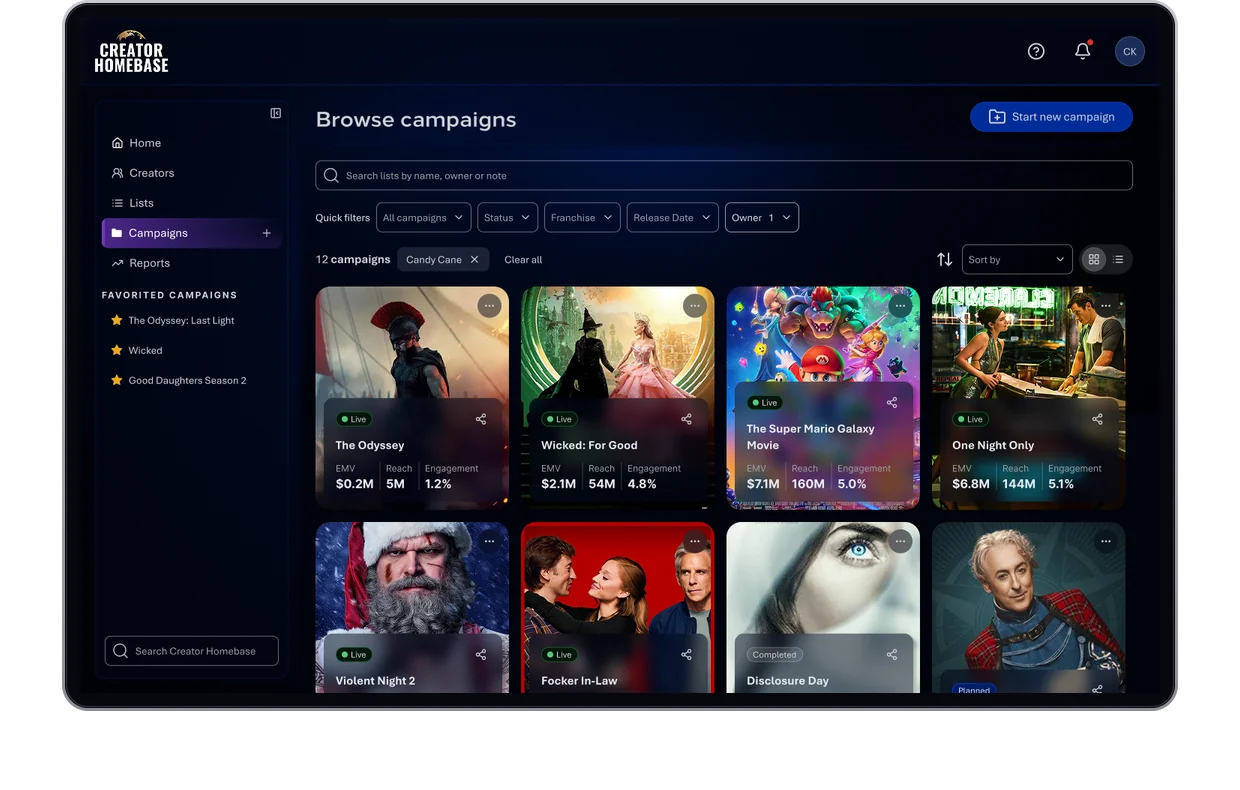 CREATOR
HOMEBASE
CK
Browse campaigns
Start new campaign
Home
Creators
Lists
Campaigns
Reports
FAVORITED CAMPAIGNS
The Odyssey: Last Light
Wicked
Good Daughters Season 2
Search Creator Homebase
Search lists by name, owner or note
Quick filters All campaigns Status Franchise Release Date Owner 1
12 campaigns Candy Cane Clear all Sort by
Live
The Odyssey
EMV Reach Engagement
$0.2M 5M 1.2%
Live
Wicked: For Good
EMV Reach Engagement
$2.1M 54M 4.8%
Live
The Super Mario Galaxy
Movie
EMV Reach Engagement
$7.1M 160M 5.0%
Live
One Night Only
EMV Reach Engagement
$6.8M 144M 5.1%
Live
Violent Night 2
Live
Focker In-Law
Completed
Disclosure Day
Planned